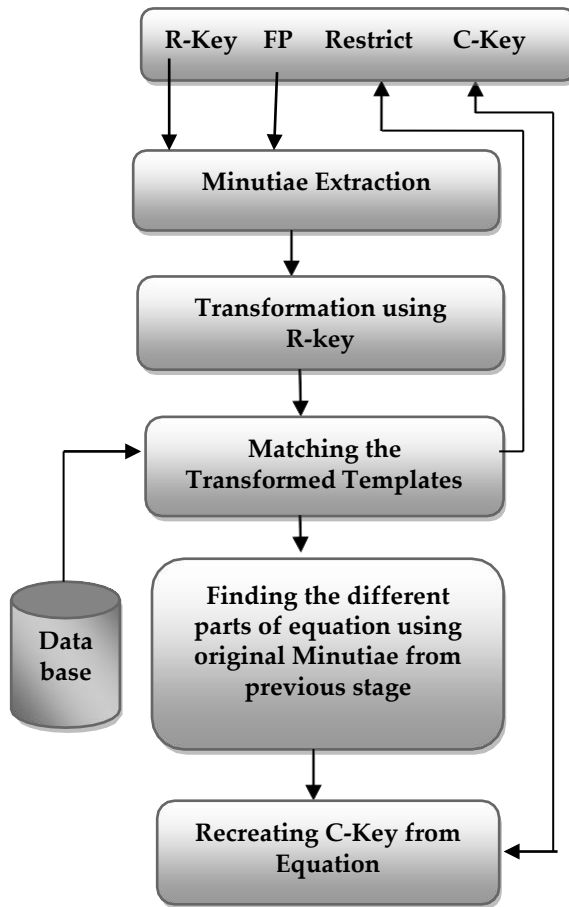 R-Key FP Restrict C-Key
Minutiae Extraction
Transformation using
R-key
Matching the
Transformed Templates
Finding the different
parts of equation using
original Minutiae from
previous stage
Data
base
Recreating C-Key from
Equation